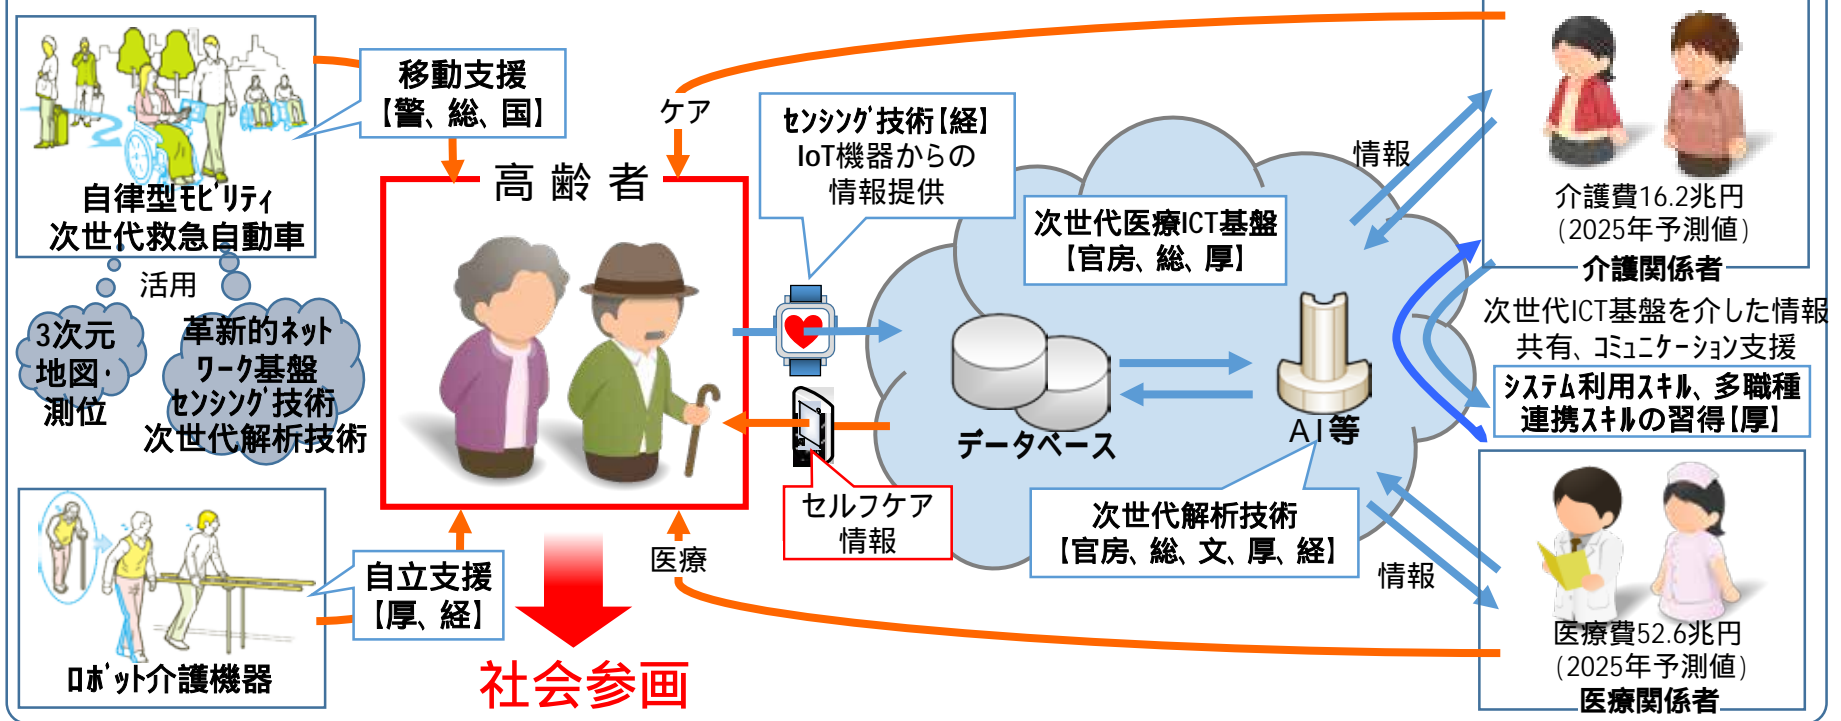 移動支援
【警、総、国】
自律型モビリティ
次世代救急自動車
活用
3次元
地図・
測位
革新的ネット
ワーク基盤
センシング技術
次世代解析技術
ロボット介護機器
自立支援
【厚、経】
高齢者
ケア
医療
社会参画
センシング技術【経】
IoT機器からの
情報提供
セルフケア
情報
次世代医療ICT基盤
【官房、総、厚】
データベース
AI等
次世代解析技術
【官房、総、文、厚、経】
情報
情報
介護費16.2兆円
(2025年予測値)
介護関係者
次世代ICT基盤を介した情報
共有、コミュニケーション支援
システム利用スキル、多職種
連携スキルの習得【厚】
医療費52.6兆円
(2025年予測値)
医療関係者